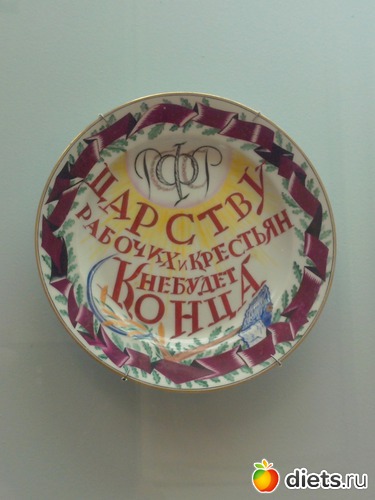 РСФСР
ЦАРСТВУ
РАБОЧИХ И КРЕСТЬЯН
НЕ БУДЕТ
КОНЦА
diets.ru